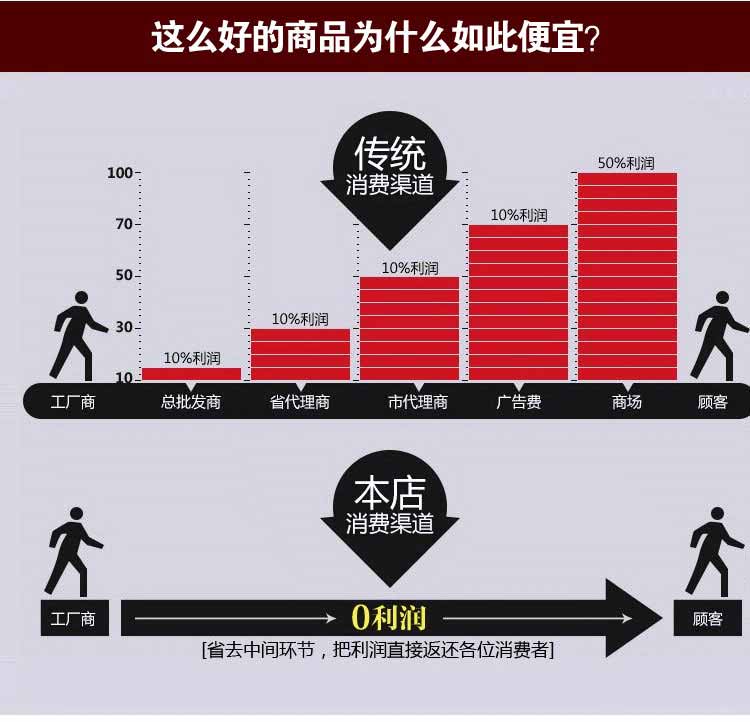 这么好的商品为什么如此便宜?
传统
消费渠道
50%利润
100
10%利润
70
10%利润
50
10%利润
30
10%利润
10
工厂商 总批发商 省代理商 市代理商 广告费 商场 顾客
本店
消费渠道
工厂商 0利润 顾客
[省去中间环节，把利润直接返还各位消费者]